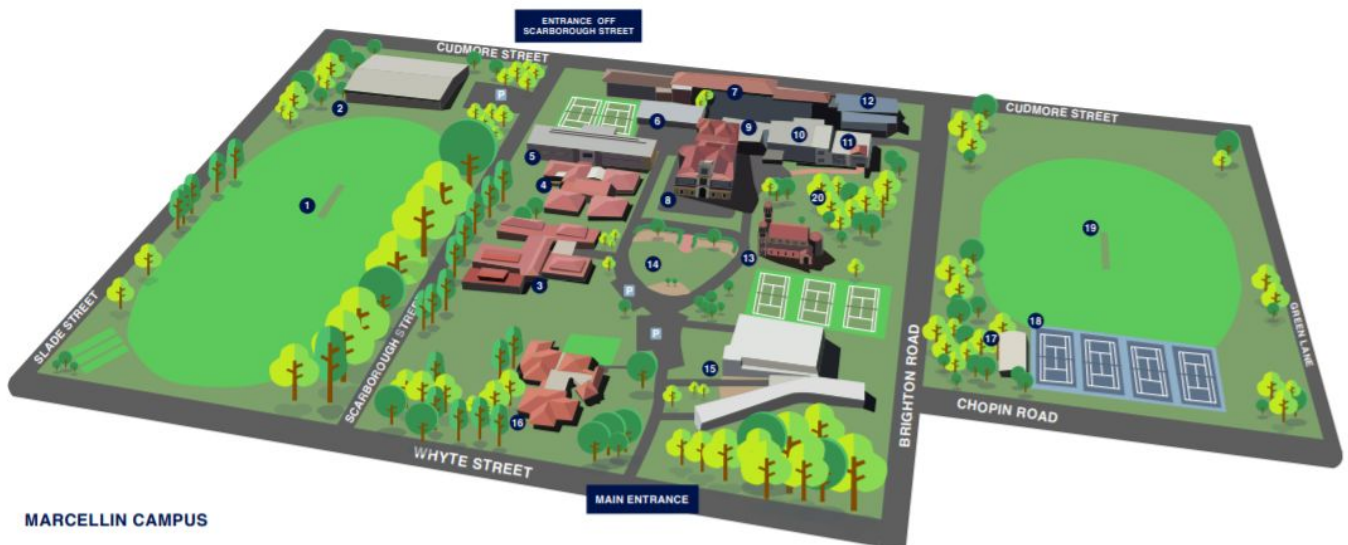 ENTRANCE OFF
SCARBOROUGH STREET
CUDMORE STREET
CUDMORE STREET
P
1
2
3
4
5
6
7
8
9
10
11
12
13
14
15
16
17
18
19
20
P
P
SLADE STREET
SCARBOROUGH STREET
BRIGHTON ROAD
GREEN LANE
CHOPIN ROAD
WHYTE STREET
MAIN ENTRANCE
MARCELLIN CAMPUS